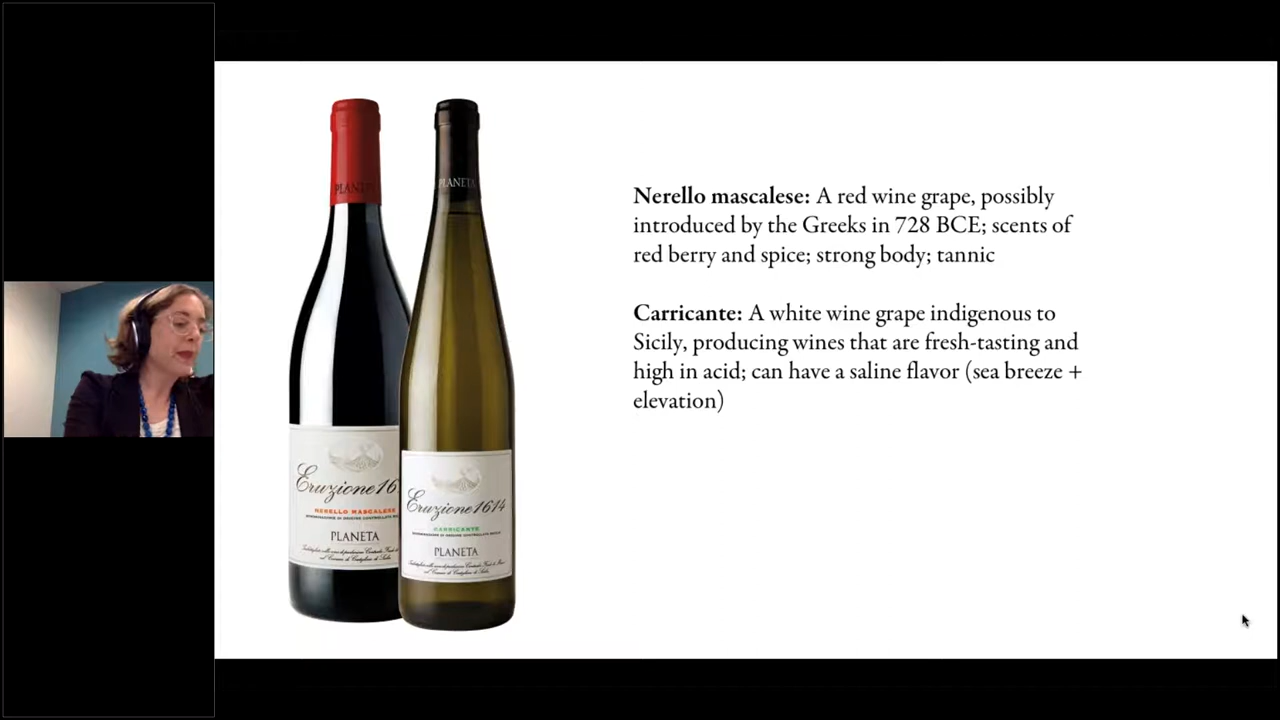 PLANETA
PLANETA
Nerello mascalese: A red wine grape, possibly
introduced by the Greeks in 728 BCE; scents of
red berry and spice; strong body; tannic
Carricante: A white wine grape indigenous to
Sicily, producing wines that are fresh-tasting and
high in acid; can have a saline flavor (sea breeze +
elevation)
Eruzione 16
NERELLO MASCALESE
PLANETA
Eruzione 1614
CARRICANTE
PLANETA